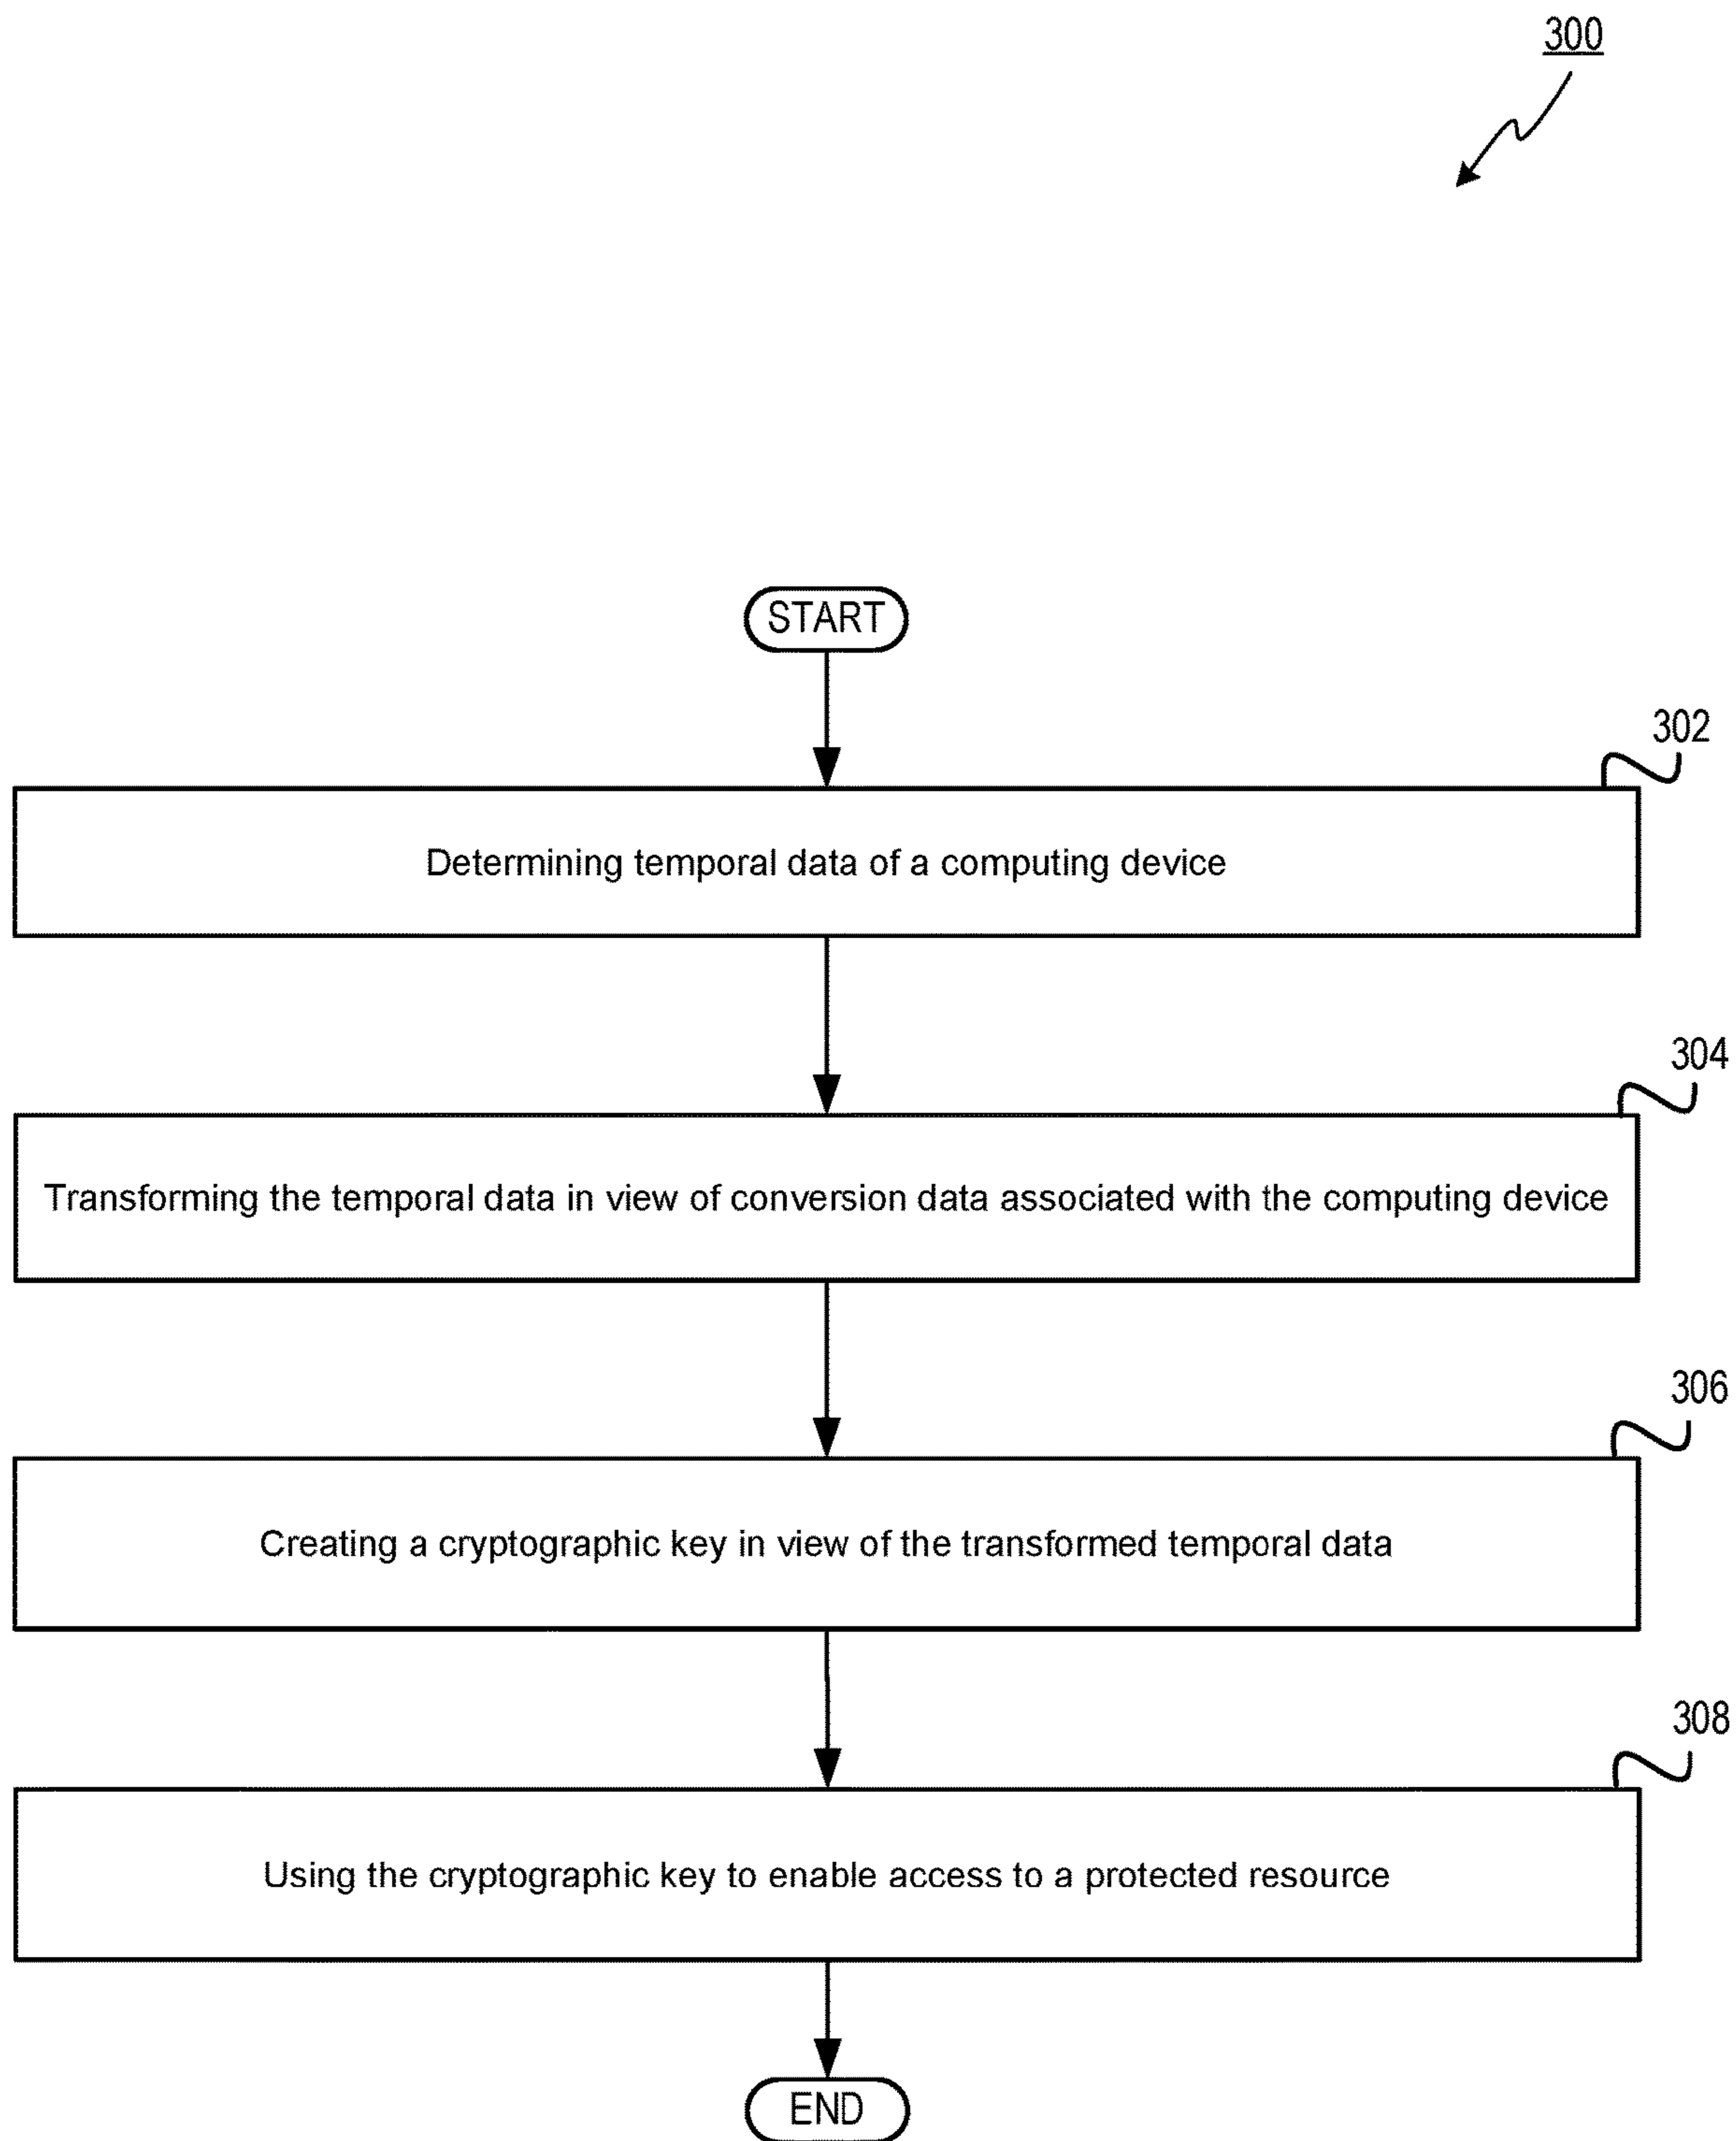 300
START
302
Determining temporal data of a computing device
304
Transforming the temporal data in view of conversion data associated with the computing device
306
Creating a cryptographic key in view of the transformed temporal data
308
Using the cryptographic key to enable access to a protected resource
END